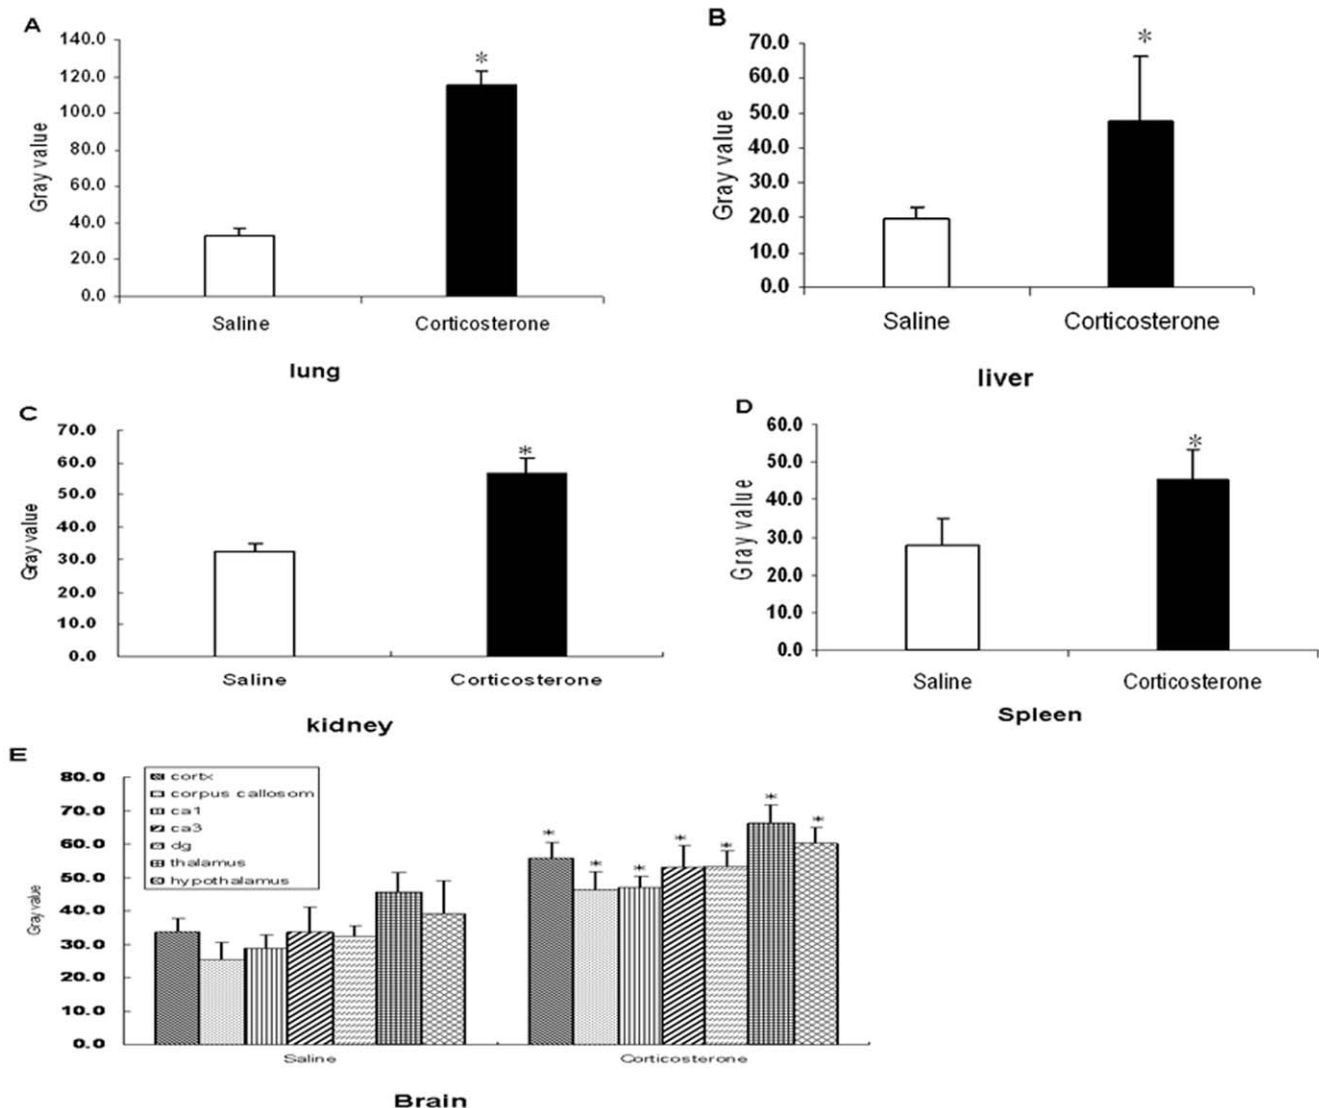 A
140.0
120.0
100.0
80.0
60.0
40.0
20.0
0.0
Gray value
*
Saline Corticosterone
lung
B
70.0
60.0
50.0
40.0
30.0
20.0
10.0
0.0
Gray value
*
Saline Corticosterone
liver
C
70.0
60.0
50.0
40.0
30.0
20.0
10.0
0.0
Gray value
*
Saline Corticosterone
kidney
D
60.0
50.0
40.0
30.0
20.0
10.0
0.0
Gray value
*
Saline Corticosterone
Spleen
E
80.0
70.0
60.0
50.0
40.0
30.0
20.0
10.0
0.0
Gray value
cortx
corpus callosom
ca1
ca3
dg
thalamus
hypothalamus
* * * * * * *
Saline Corticosterone
Brain